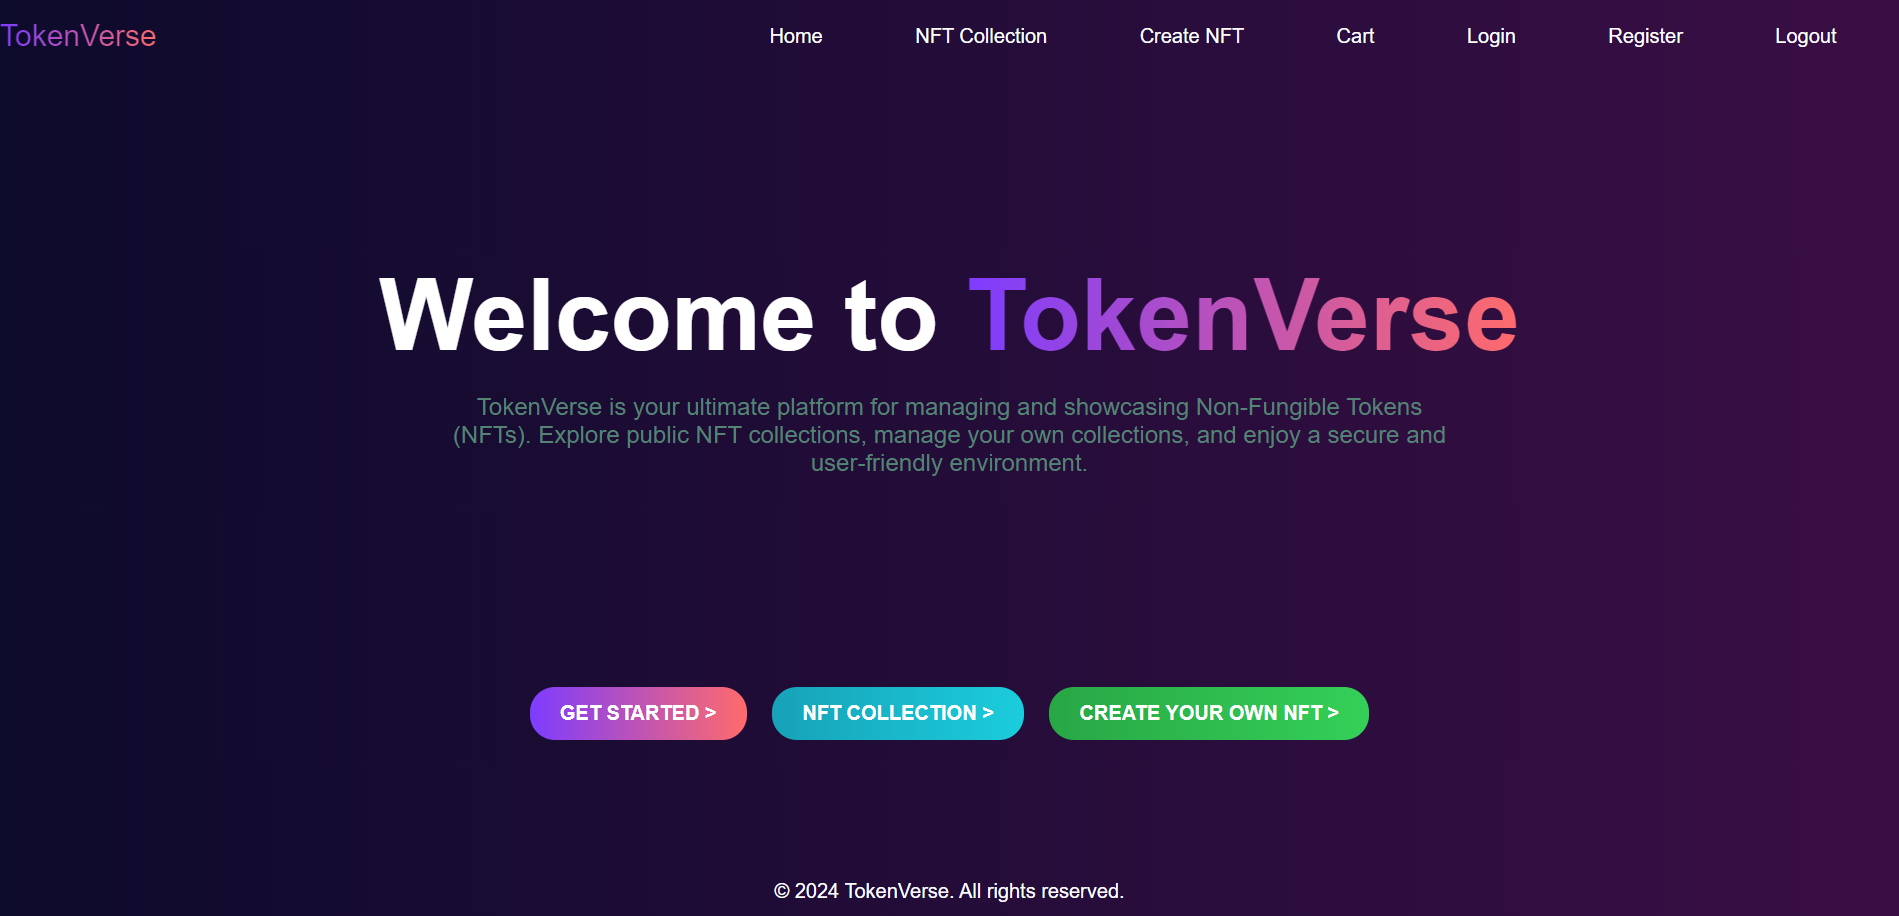 TokenVerse
Home
NFT Collection
Create NFT
Cart
Login
Register
Logout
Welcome to TokenVerse
TokenVerse is your ultimate platform for managing and showcasing Non-Fungible Tokens
(NFTs). Explore public NFT collections, manage your own collections, and enjoy a secure and
user-friendly environment.
GET STARTED >
NFT COLLECTION >
CREATE YOUR OWN NFT >
© 2024 TokenVerse. All rights reserved.